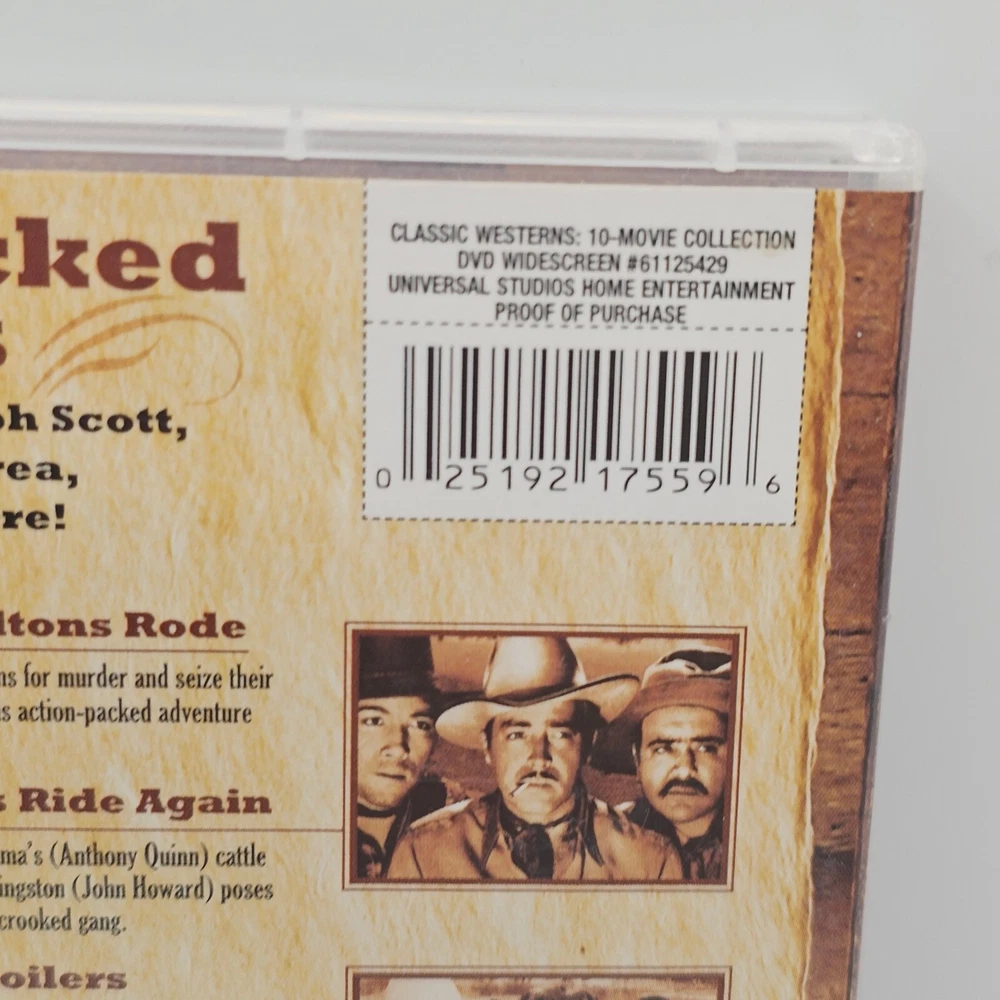 cked
s
CLASSIC WESTERNS: 10-MOVIE COLLECTION
DVD WIDESCREEN #61125429
UNIVERSAL STUDIOS HOME ENTERTAINMENT
PROOF OF PURCHASE
0 25192 17559 6
ph Scott,
rea,
re!
ltons Rode
ns for murder and seize their
s action-packed adventure
s Ride Again
ma's (Anthony Quinn) cattle
ingston (John Howard) poses
crooked gang.
oilers